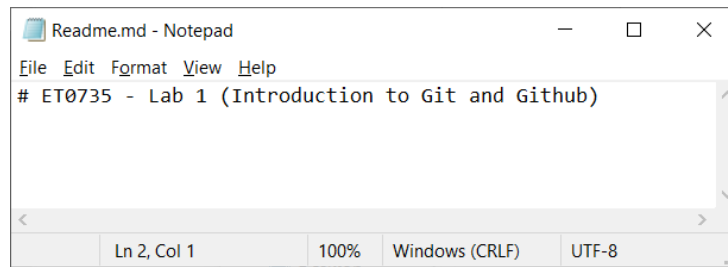 Readme.md - Notepad
File Edit Format View Help
# ET0735 - Lab 1 (Introduction to Git and Github)
Ln 2, Col 1 100% Windows (CRLF) UTF-8